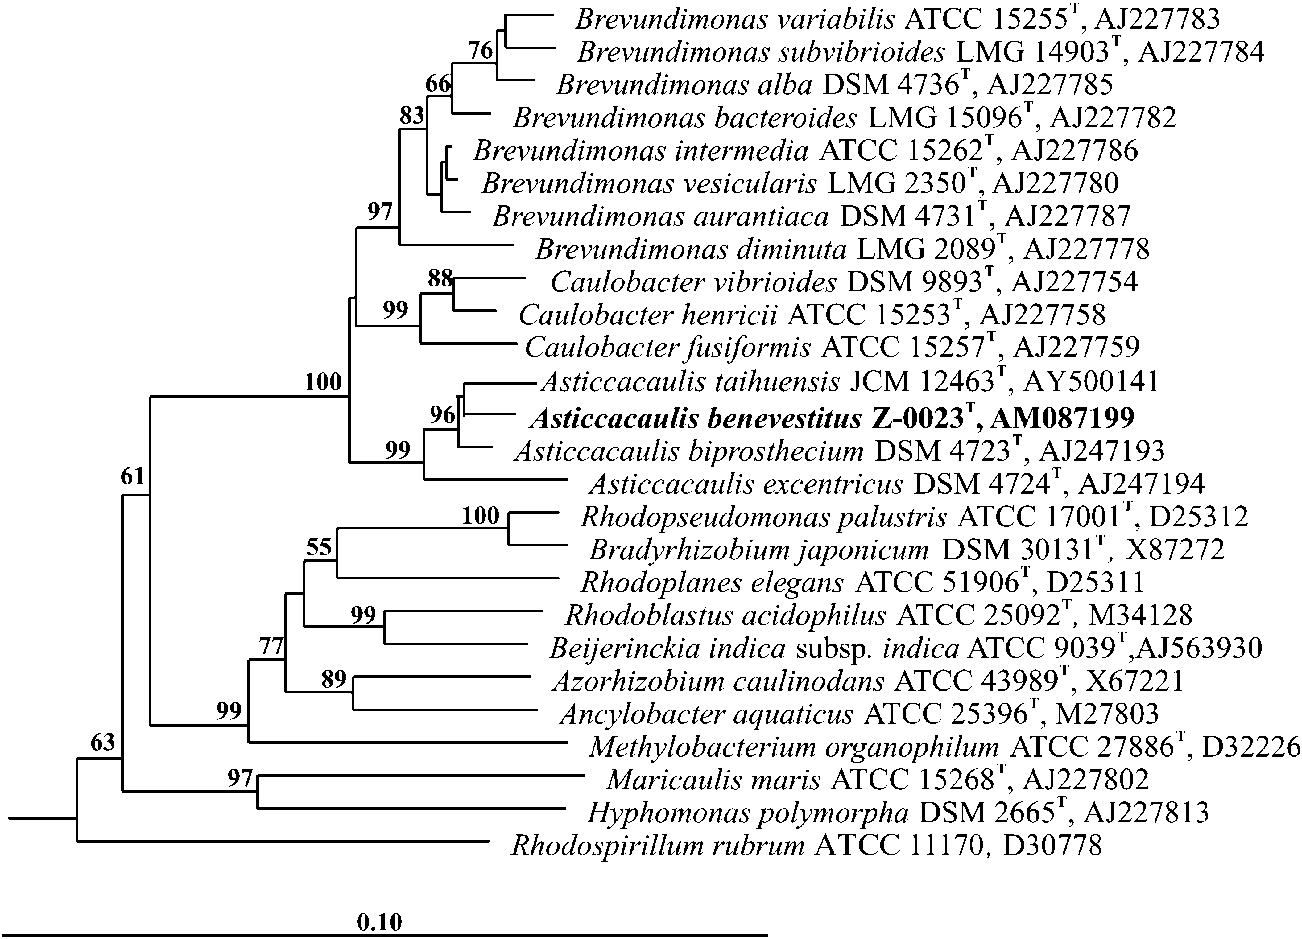 Brevundimonas variabilis ATCC 15255ᵀ, AJ227783
76 Brevundimonas subvibrioides LMG 14903ᵀ, AJ227784
66 Brevundimonas alba DSM 4736ᵀ, AJ227785
83 Brevundimonas bacteroides LMG 15096ᵀ, AJ227782
Brevundimonas intermedia ATCC 15262ᵀ, AJ227786
Brevundimonas vesicularis LMG 2350ᵀ, AJ227780
97 Brevundimonas aurantiaca DSM 4731ᵀ, AJ227787
Brevundimonas diminuta LMG 2089ᵀ, AJ227778
88 Caulobacter vibrioides DSM 9893ᵀ, AJ227754
99 Caulobacter henricii ATCC 15253ᵀ, AJ227758
Caulobacter fusiformis ATCC 15257ᵀ, AJ227759
100 Asticcacaulis taihuensis JCM 12463ᵀ, AY500141
96 Asticcacaulis benevestitus Z-0023ᵀ, AM087199
99 Asticcacaulis biprosthecium DSM 4723ᵀ, AJ247193
61 Asticcacaulis excentricus DSM 4724ᵀ, AJ247194
100 Rhodopseudomonas palustris ATCC 17001ᵀ, D25312
55 Bradyrhizobium japonicum DSM 30131ᵀ, X87272
Rhodoplanes elegans ATCC 51906ᵀ, D25311
99 Rhodoblastus acidophilus ATCC 25092ᵀ, M34128
77 Beijerinckia indica subsp. indica ATCC 9039ᵀ,AJ563930
89 Azorhizobium caulinodans ATCC 43989ᵀ, X67221
99 Ancylobacter aquaticus ATCC 25396ᵀ, M27803
63 Methylobacterium organophilum ATCC 27886ᵀ, D32226
97 Maricaulis maris ATCC 15268ᵀ, AJ227802
Hyphomonas polymorpha DSM 2665ᵀ, AJ227813
Rhodospirillum rubrum ATCC 11170, D30778
0.10